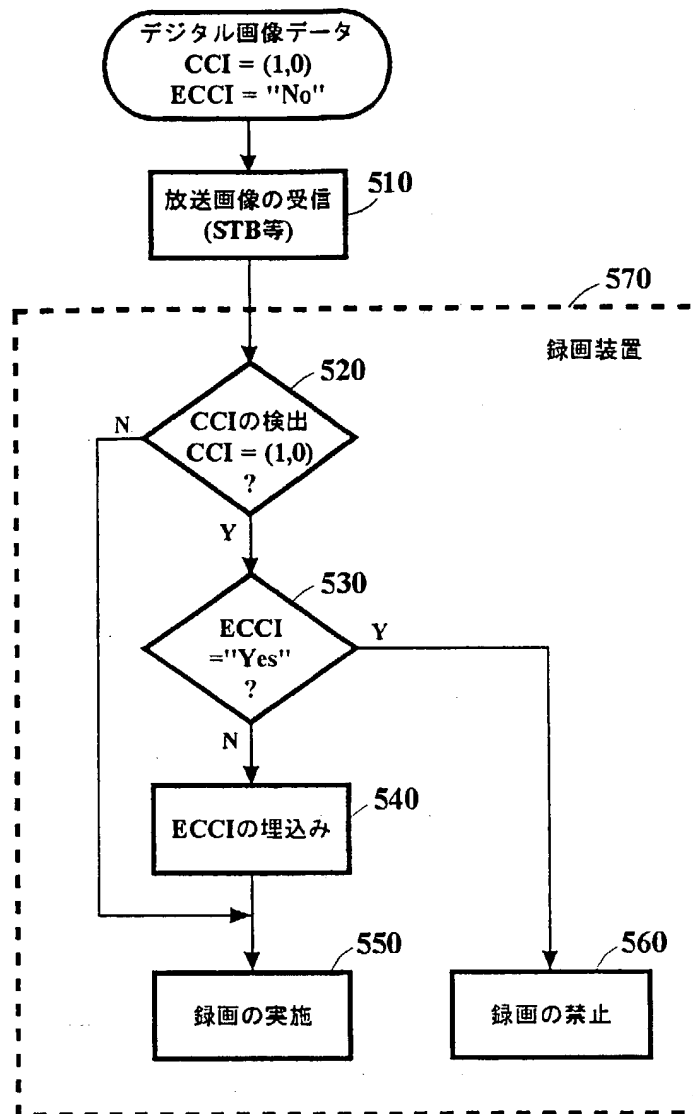 デジタル画像データ
CCI = (1,0)
ECCI = "No"
510
放送画像の受信
(STB等)
570
録画装置
520
CCIの検出
CCI = (1,0)
?
N
Y
530
ECCI
="Yes"
?
Y
N
540
ECCIの埋込み
550
録画の実施
560
録画の禁止